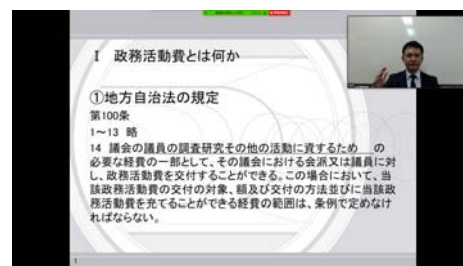 I 政務活動費とは何か
①地方自治法の規定
第100条
1~13 略
14 議会の議員の調査研究その他の活動に資するため の
必要な経費の一部として、その議会における会派又は議員に対
し、政務活動費を交付することができる。この場合において、当
該政務活動費の交付の対象、額及び交付の方法並びに当該政
務活動費を充てることができる経費の範囲は、条例で定めなけ
ればならない。
1